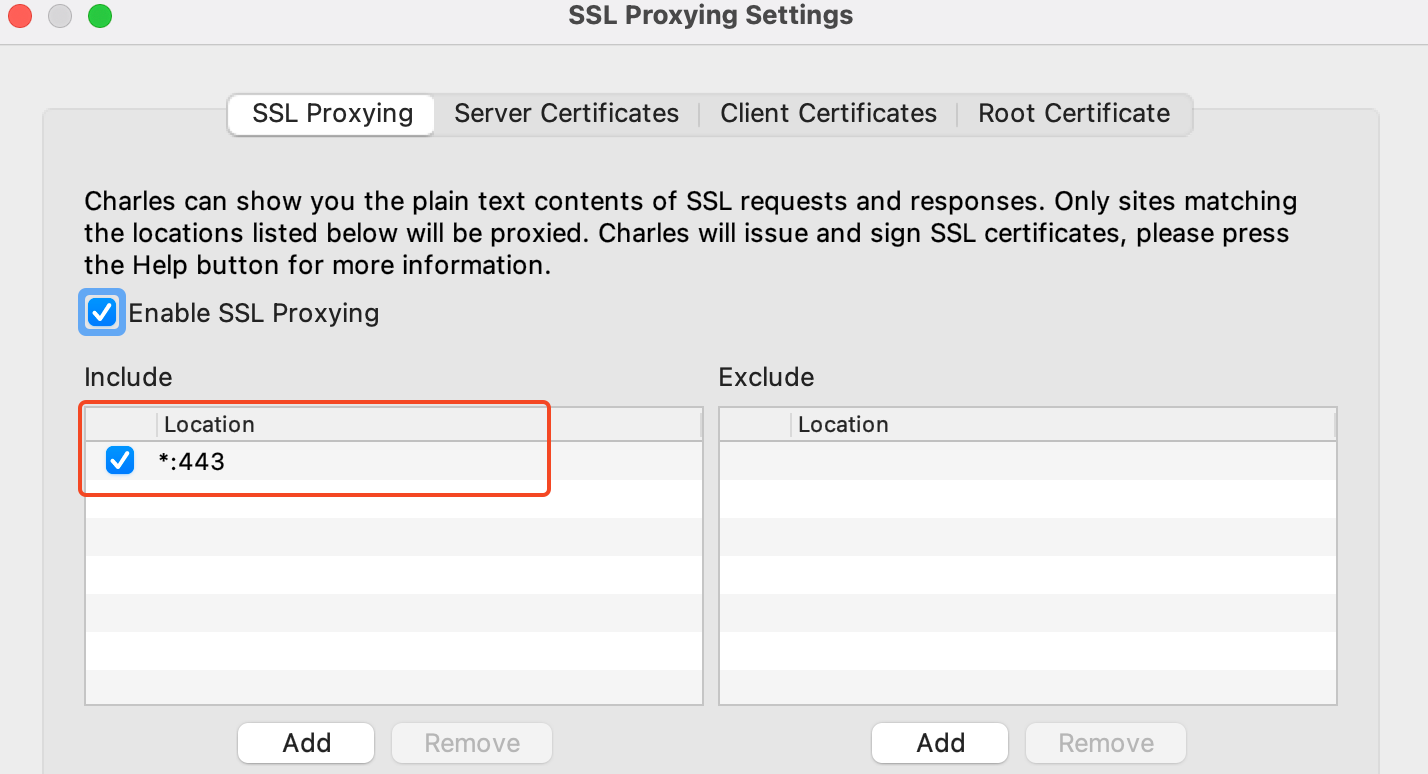 SSL Proxying Settings
SSL Proxying
Server Certificates
Client Certificates
Root Certificate
Charles can show you the plain text contents of SSL requests and responses. Only sites matching
the locations listed below will be proxied. Charles will issue and sign SSL certificates, please press
the Help button for more information.
Enable SSL Proxying
Include
Location
*:443
Add
Remove
Exclude
Location
Add
Remove